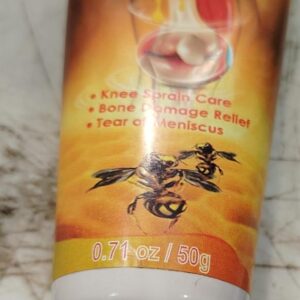 • Knee Sprain Care
• Bone Damage Relief
• Tear of Meniscus
0.71 oz / 50g